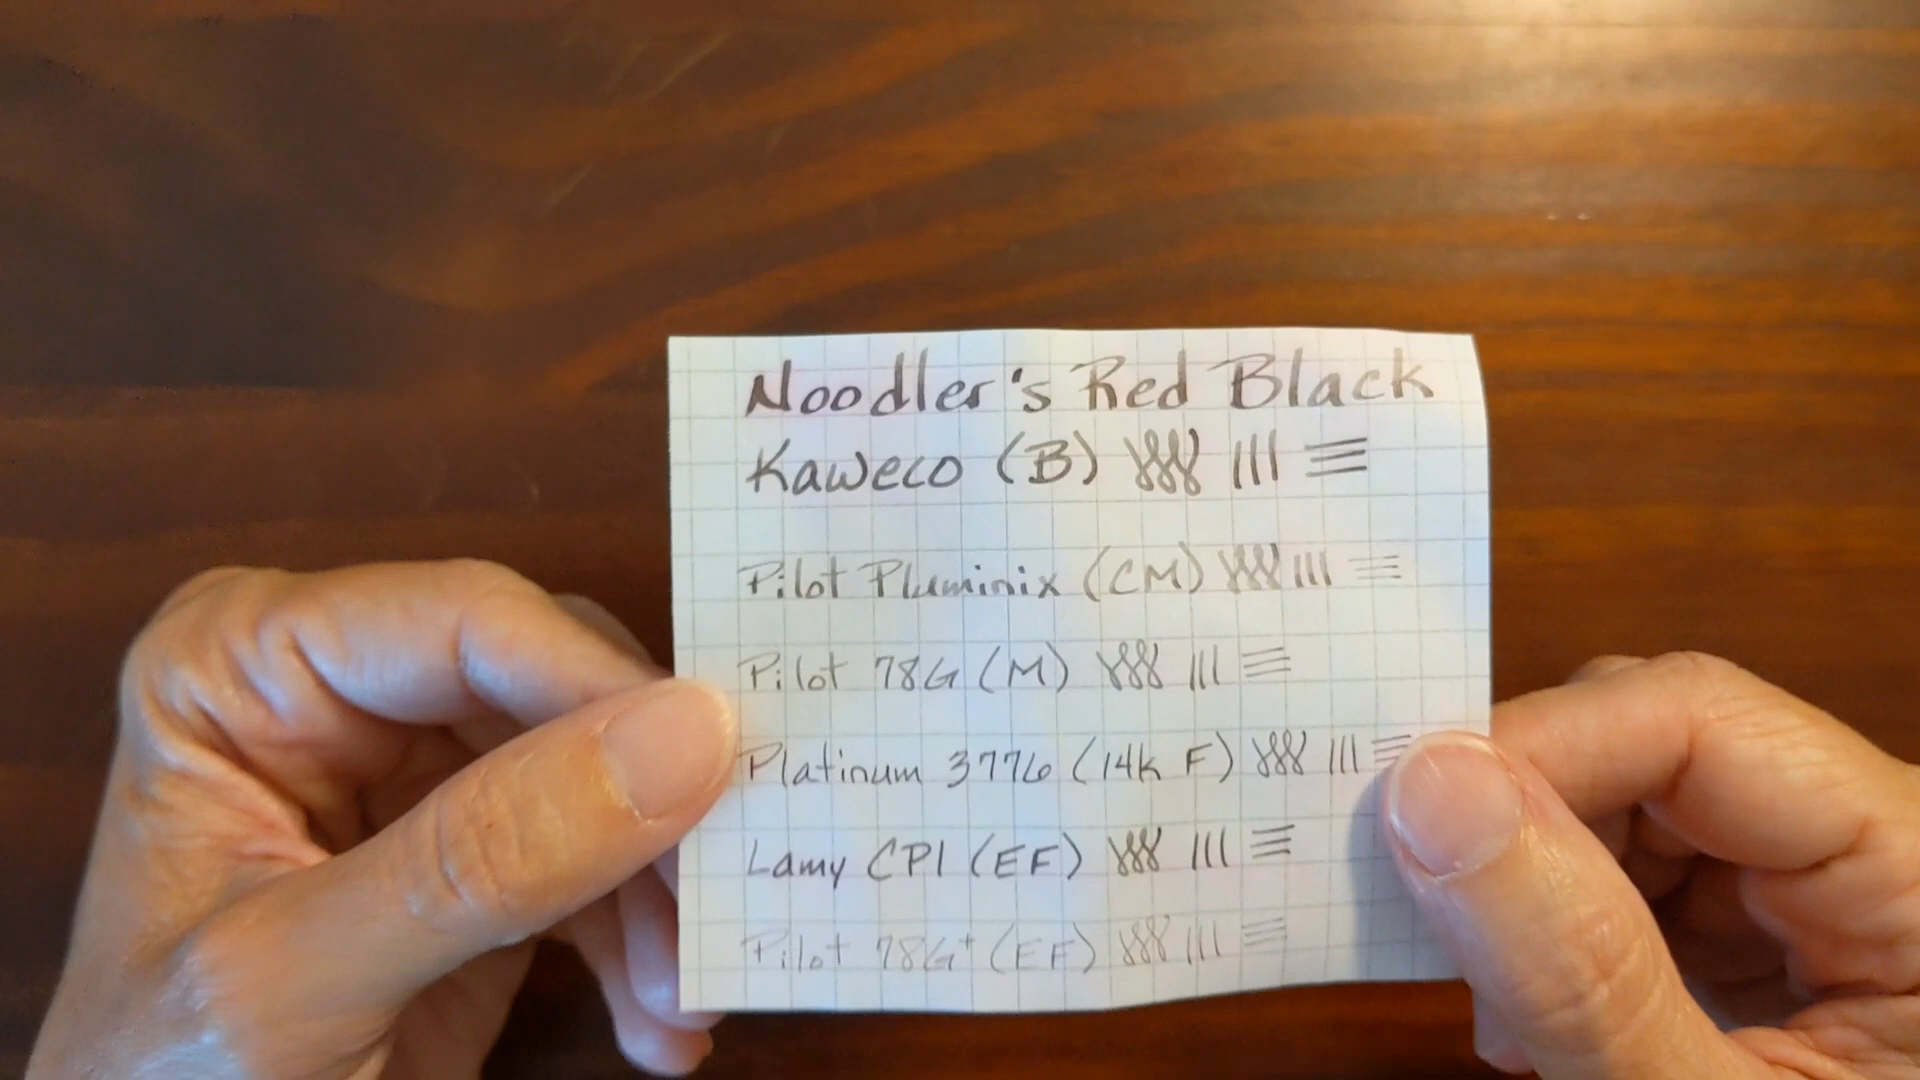 Noodler's Red Black
Kaweco (B)
Pilot Pluminix (CM)
Pilot 78G (M)
Platinum 3776 (14k F)
Lamy CP1 (EF)
Pilot 78G+ (EF)